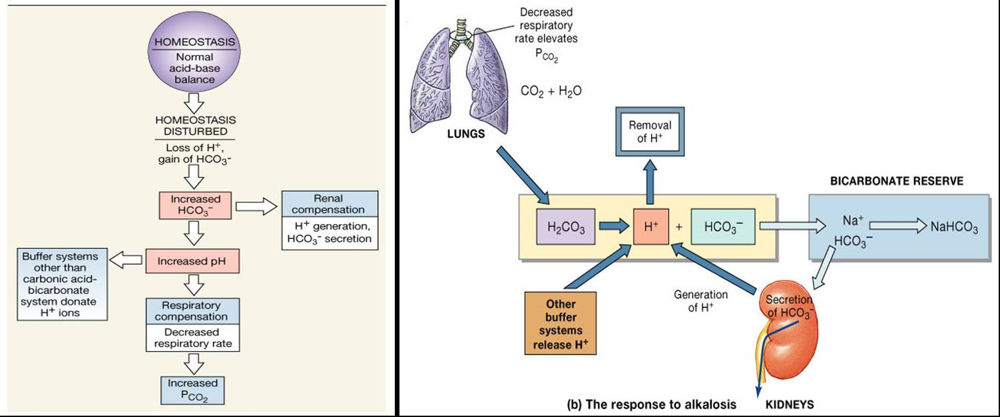 HOMEOSTASIS
Normal
acid-base
balance
HOMEOSTASIS
DISTURBED
Loss of H⁺,
gain of HCO₃⁻
Increased
HCO₃⁻
Renal
compensation
H⁺ generation,
HCO₃⁻ secretion
Buffer systems
other than
carbonic acid-
bicarbonate
system donate
H⁺ ions
Increased pH
Respiratory
compensation
Decreased
respiratory rate
Increased
P_CO₂
Decreased
respiratory
rate elevates
P_CO₂
CO₂ + H₂O
LUNGS
Removal
of H⁺
BICARBONATE RESERVE
H₂CO₃
H⁺
+
HCO₃⁻
Na⁺
HCO₃⁻
NaHCO₃
Other
buffer
systems
release H⁺
Generation
of H⁺
Secretion
of HCO₃⁻
(b) The response to alkalosis
KIDNEYS